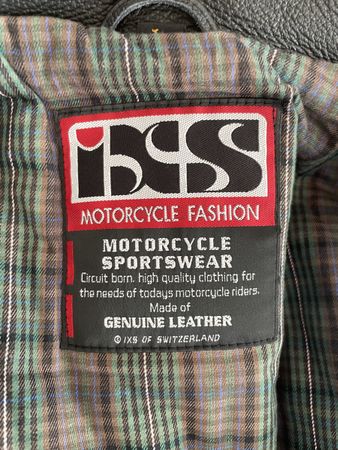 iXS
MOTORCYCLE FASHION
MOTORCYCLE
SPORTSWEAR
Circuit born. high quality clothing for
the needs of todays motorcycle riders.
Made of
GENUINE LEATHER
© IXS OF SWITZERLAND